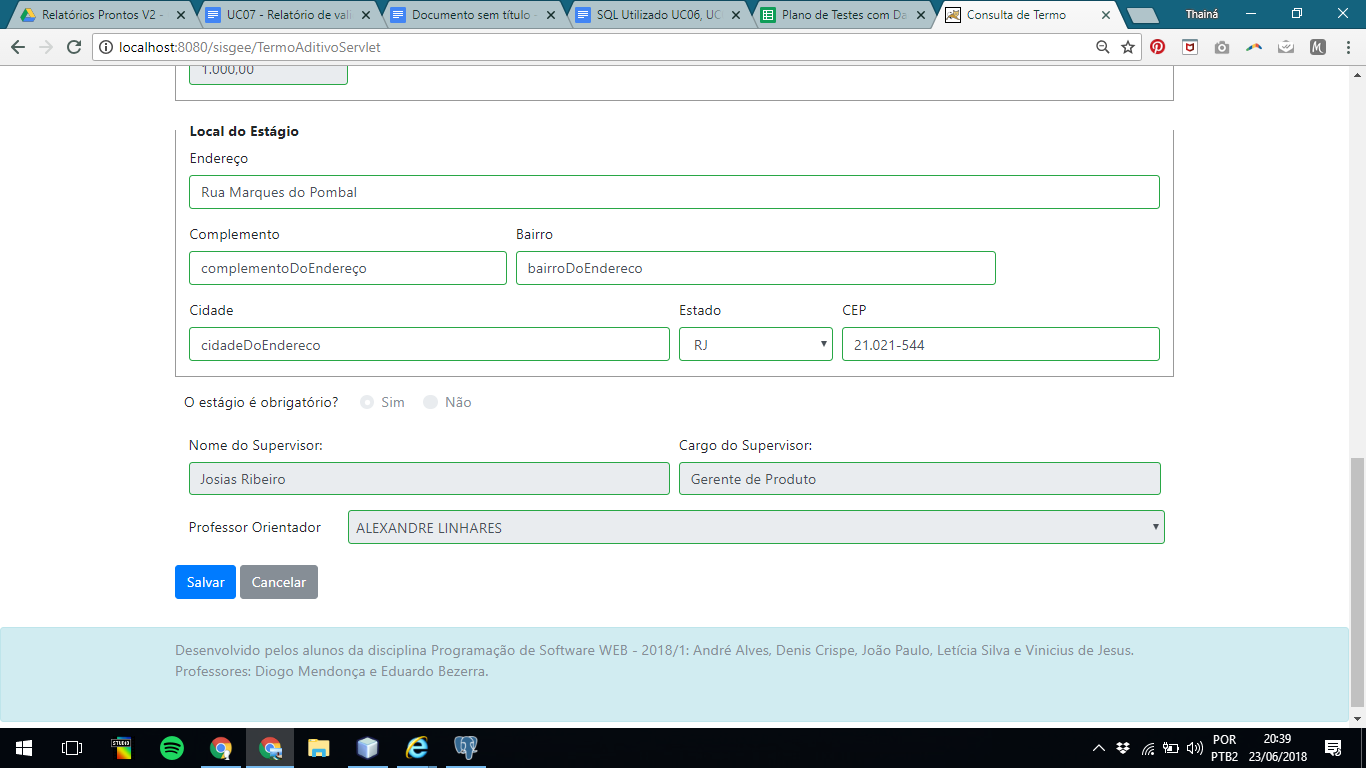 Relatórios Prontos V2 -
UC07 - Relatório de vali
Documento sem título -
SQL Utilizado UC06, UC
Plano de Testes com Da
Consulta de Termo
Thainá
localhost:8080/sisgee/TermoAditivoServlet
1.000,00
Local do Estágio
Endereço
Rua Marques do Pombal
Complemento Bairro
complementoDoEndereço bairroDoEndereco
Cidade Estado CEP
cidadeDoEndereco RJ 21.021-544
O estágio é obrigatório? Sim Não
Nome do Supervisor: Cargo do Supervisor:
Josias Ribeiro Gerente de Produto
Professor Orientador ALEXANDRE LINHARES
Salvar Cancelar
Desenvolvido pelos alunos da disciplina Programação de Software WEB - 2018/1: André Alves, Denis Crispe, João Paulo, Letícia Silva e Vinicius de Jesus.
Professores: Diogo Mendonça e Eduardo Bezerra.
STUDIO
POR 20:39
PTB2 23/06/2018